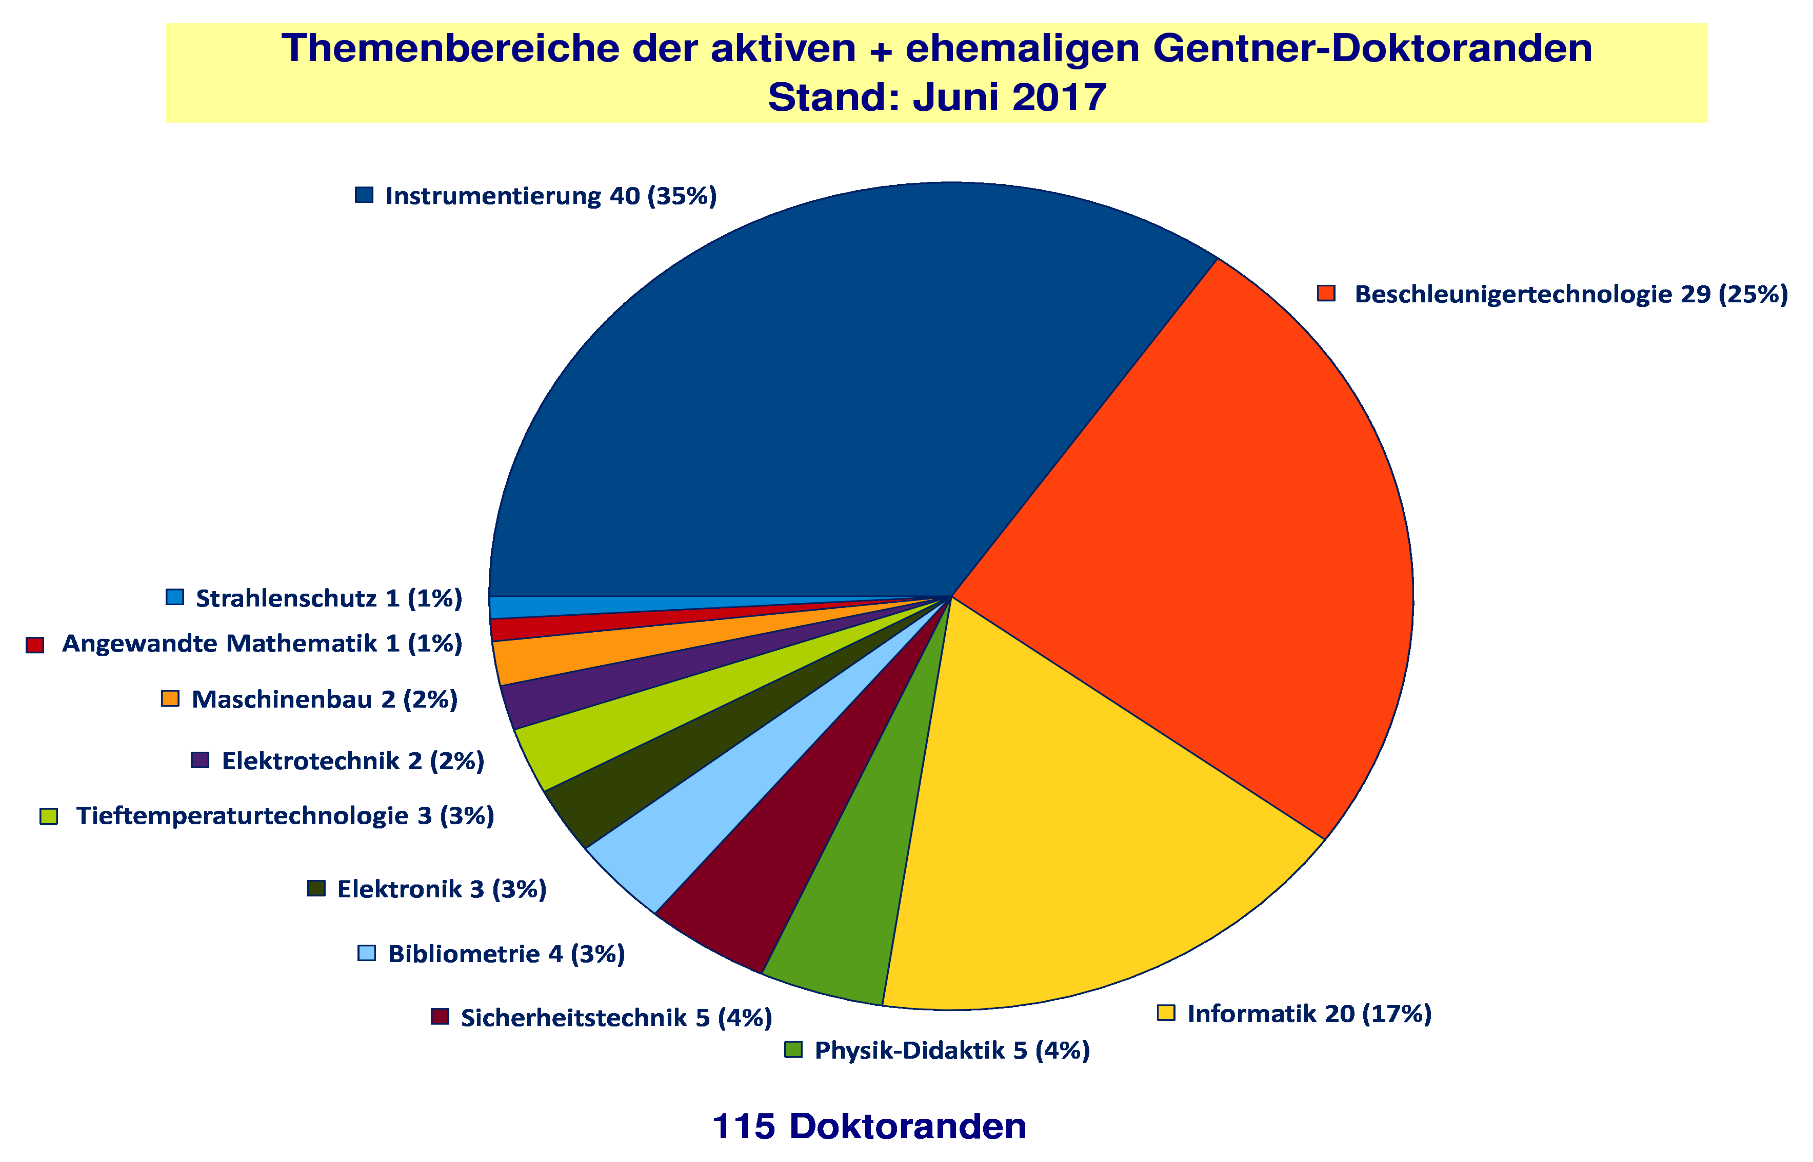 Themenbereiche der aktiven + ehemaligen Gentner-Doktoranden
Stand: Juni 2017
Instrumentierung 40 (35%)
Beschleunigertechnologie 29 (25%)
Strahlenschutz 1 (1%)
Angewandte Mathematik 1 (1%)
Maschinenbau 2 (2%)
Elektrotechnik 2 (2%)
Tieftemperaturtechnologie 3 (3%)
Elektronik 3 (3%)
Bibliometrie 4 (3%)
Sicherheitstechnik 5 (4%)
Informatik 20 (17%)
Physik-Didaktik 5 (4%)
115 Doktoranden